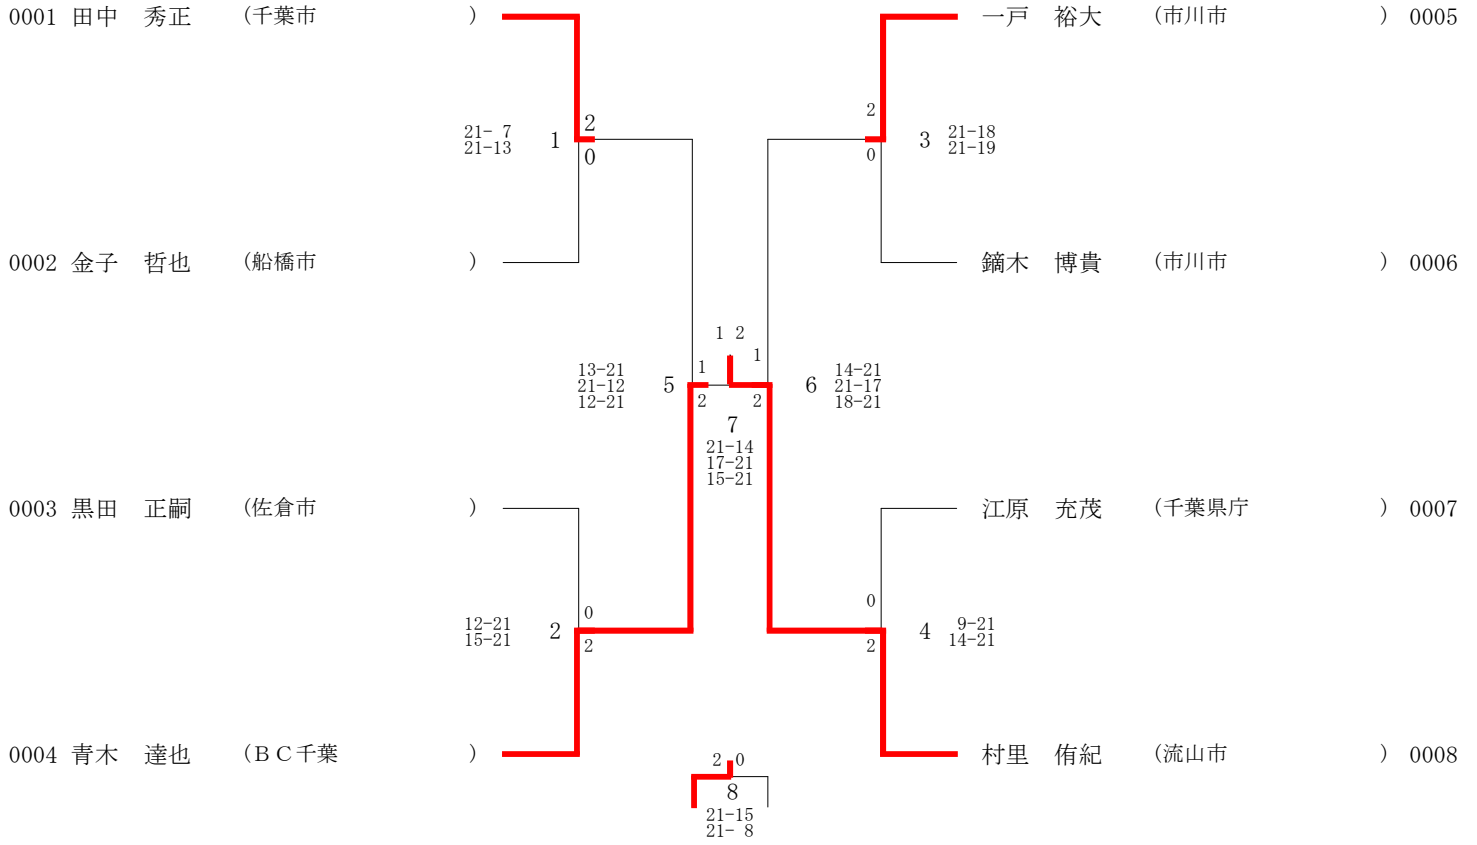 0001 田中　秀正　（千葉市　）　一戸　裕大　（市川市　） 0005
2　2
21- 7　1　3　21-18
21-13　0　0　21-19
0002 金子　哲也　（船橋市　）　鏑木　博貴　（市川市　） 0006
1 2
13-21　1　1　14-21
21-12　5　6　21-17
12-21　2　2　18-21
7
21-14
17-21
15-21
0003 黒田　正嗣　（佐倉市　）　江原　充茂　（千葉県庁　） 0007
0　0
12-21　2　4　9-21
15-21　2　2　14-21
0004 青木　達也　（ＢＣ千葉　）　村里　侑紀　（流山市　） 0008
2 0
8
21-15
21- 8